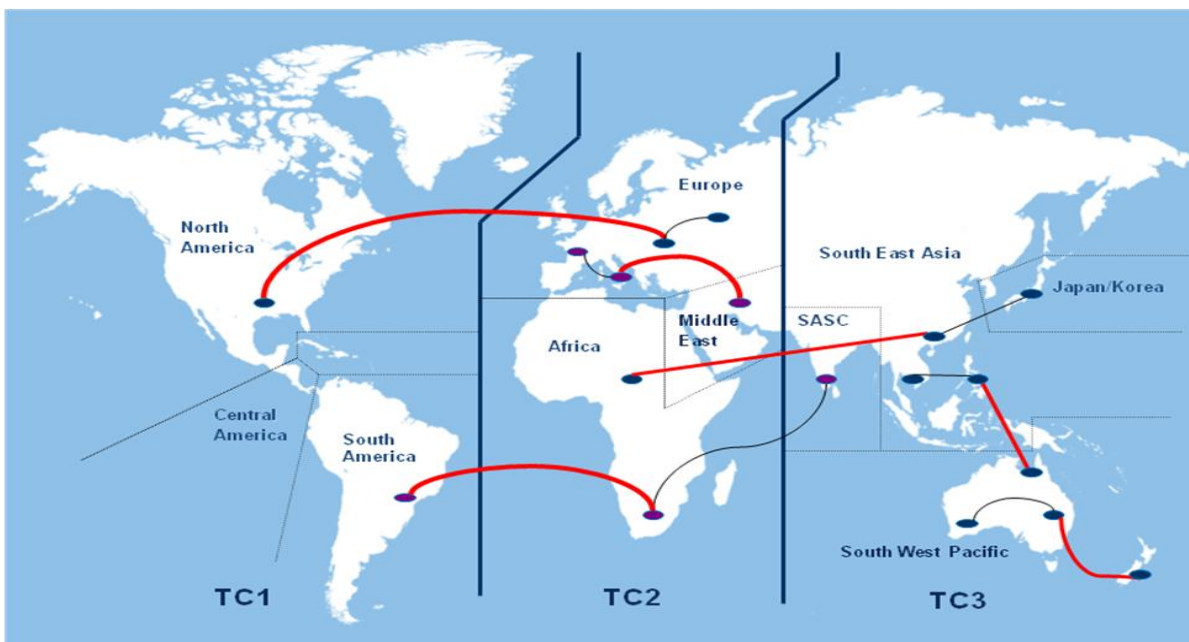 Europe
North
America
South East Asia
Japan/Korea
Middle
East
SASC
Africa
Central
America
South
America
South West Pacific
TC1
TC2
TC3